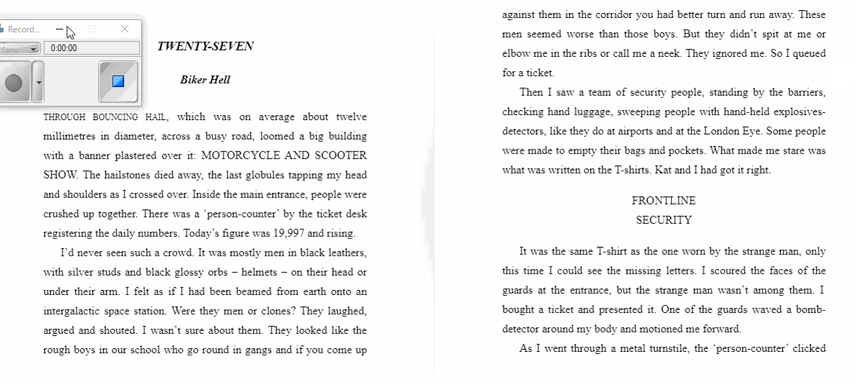 Record...
Menu
0:00:00
TWENTY-SEVEN
Biker Hell
THROUGH BOUNCING HAIL, which was on average about twelve
millimetres in diameter, across a busy road, loomed a big building
with a banner plastered over it: MOTORCYCLE AND SCOOTER
SHOW. The hailstones died away, the last globules tapping my head
and shoulders as I crossed over. Inside the main entrance, people were
crushed up together. There was a ‘person-counter’ by the ticket desk
registering the daily numbers. Today’s figure was 19,997 and rising.
I’d never seen such a crowd. It was mostly men in black leathers,
with silver studs and black glossy orbs – helmets – on their head or
under their arm. I felt as if I had been beamed from earth onto an
intergalactic space station. Were they men or clones? They laughed,
argued and shouted. I wasn’t sure about them. They looked like the
rough boys in our school who go round in gangs and if you come up
against them in the corridor you had better turn and run away. These
men seemed worse than those boys. But they didn’t spit at me or
elbow me in the ribs or call me a neek. They ignored me. So I queued
for a ticket.
Then I saw a team of security people, standing by the barriers,
checking hand luggage, sweeping people with hand-held explosives-
detectors, like they do at airports and at the London Eye. Some people
were made to empty their bags and pockets. What made me stare was
what was written on the T-shirts. Kat and I had got it right.
FRONTLINE
SECURITY
It was the same T-shirt as the one worn by the strange man, only
this time I could see the missing letters. I scoured the faces of the
guards at the entrance, but the strange man wasn’t among them. I
bought a ticket and presented it. One of the guards waved a bomb-
detector around my body and motioned me forward.
As I went through a metal turnstile, the ‘person-counter’ clicked